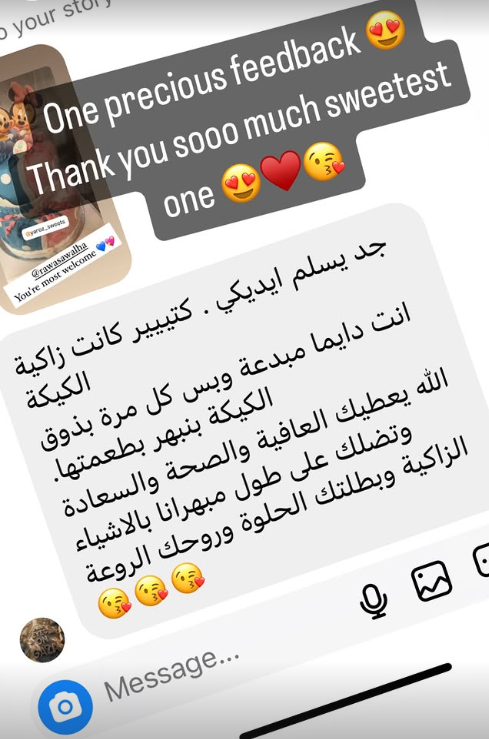 o your story
One precious feedback 😍
Thank you sooo much sweetest
one 😍♥️😘
@yaraz_sweets
@rawasawalha
You're most welcome 💙💖
جد يسلم ايديكي . كتيييير كانت زاكية
الكيكة
انت دايما مبدعة وبس كل مرة بذوق
الكيكة بنبهر بطعمتها.
الله يعطيك العافية والصحة والسعادة
وتضلك على طول مبهرانا بالاشياء
الزاكية وبطلتك الحلوة وروحك الروعة
😘😘😘
Message...